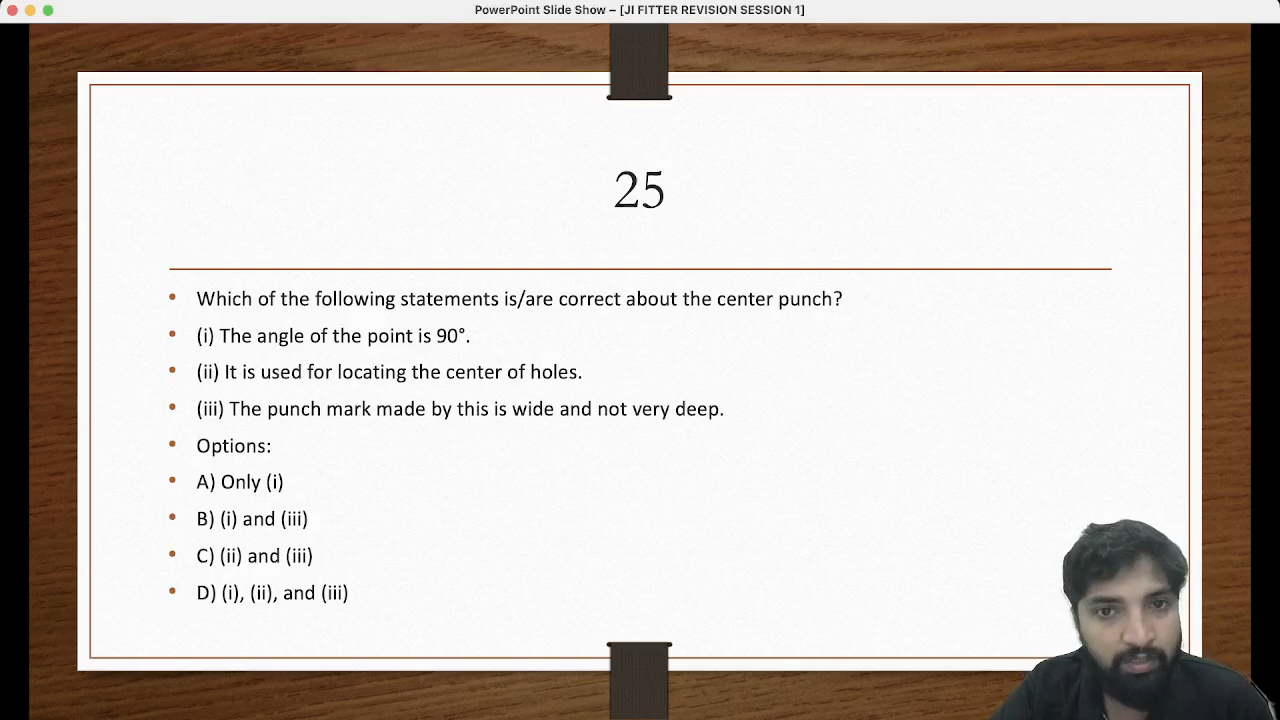 PowerPoint Slide Show – [JI FITTER REVISION SESSION 1]
25
• Which of the following statements is/are correct about the center punch?
• (i) The angle of the point is 90°.
• (ii) It is used for locating the center of holes.
• (iii) The punch mark made by this is wide and not very deep.
• Options:
• A) Only (i)
• B) (i) and (iii)
• C) (ii) and (iii)
• D) (i), (ii), and (iii)